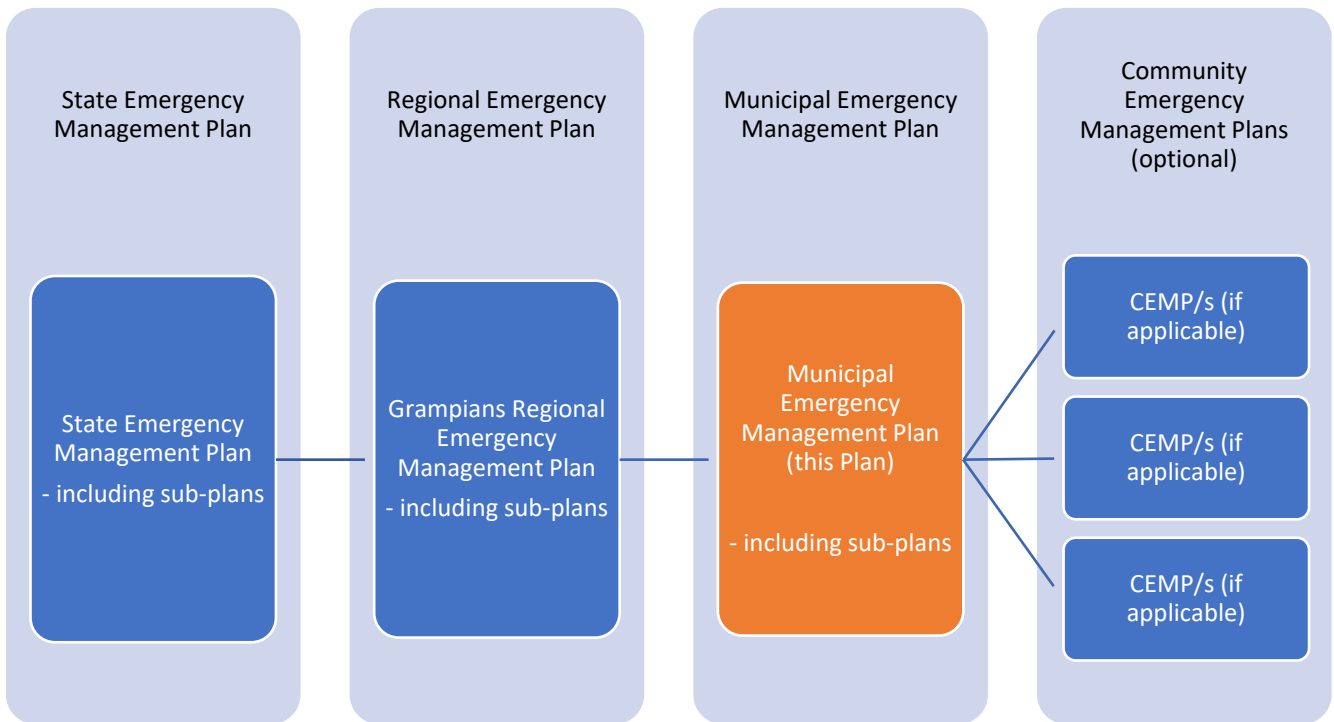 State Emergency
Management Plan
Regional Emergency
Management Plan
Municipal Emergency
Management Plan
Community
Emergency
Management Plans
(optional)
State Emergency
Management Plan
- including sub-plans
Grampians Regional
Emergency
Management Plan
- including sub-plans
Municipal
Emergency
Management Plan
(this Plan)
- including sub-plans
CEMP/s (if
applicable)
CEMP/s (if
applicable)
CEMP/s (if
applicable)